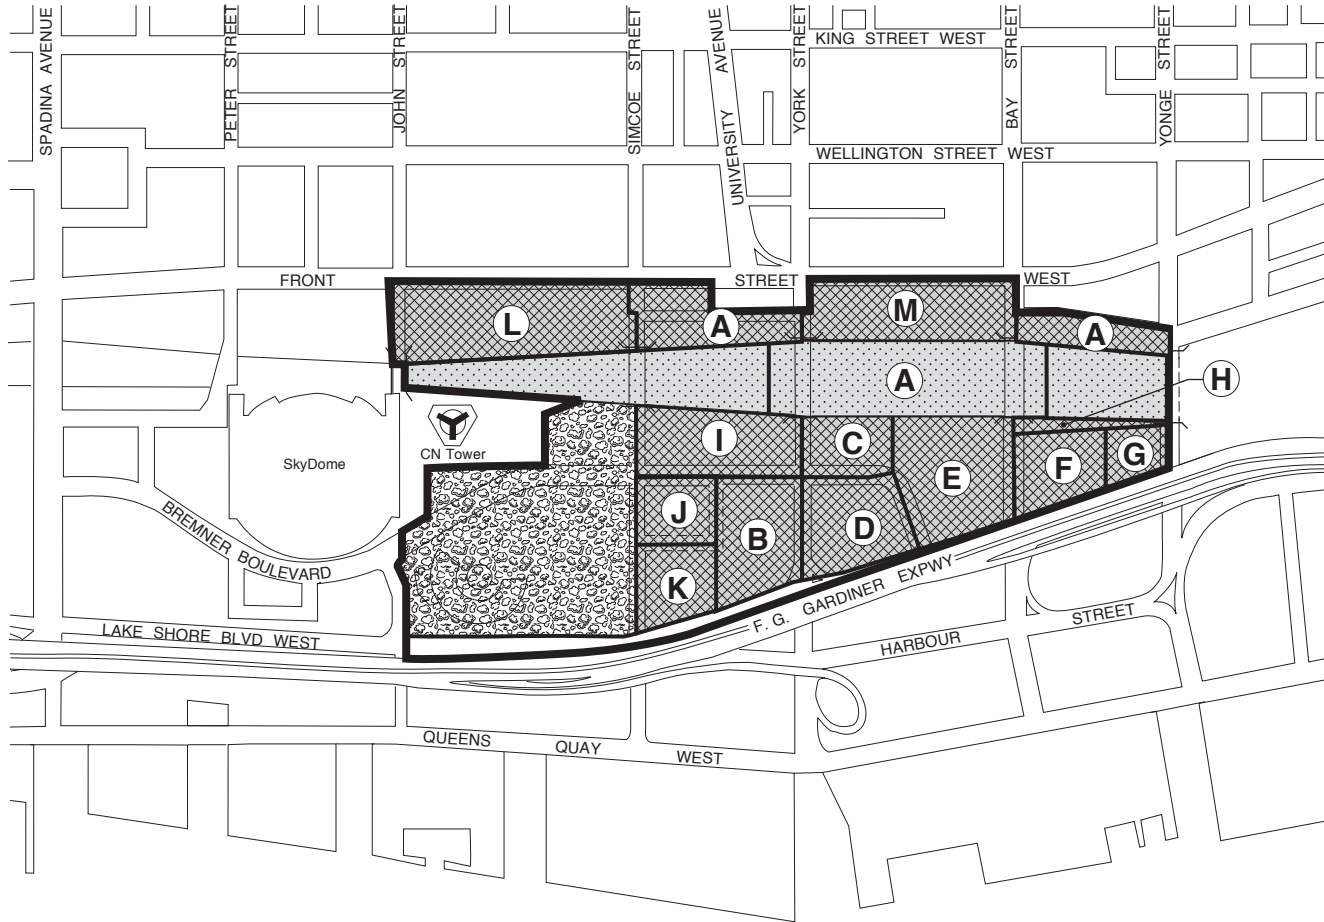 SPADINA AVENUE
PETER STREET
JOHN STREET
SIMCOE STREET
UNIVERSITY AVENUE
YORK STREET
BAY STREET
YONGE STREET
KING STREET WEST
WELLINGTON STREET WEST
FRONT STREET WEST
L
A
M
A
A
H
I
C
E
F
G
J
B
D
K
CN Tower
SkyDome
BREMNER BOULEVARD
LAKE SHORE BLVD WEST
F. G. GARDINER EXPWY
HARBOUR STREET
QUEENS QUAY WEST